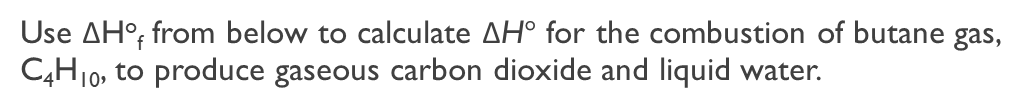 Use ΔH°f from below to calculate ΔH° for the combustion of butane gas,
C4H10, to produce gaseous carbon dioxide and liquid water.